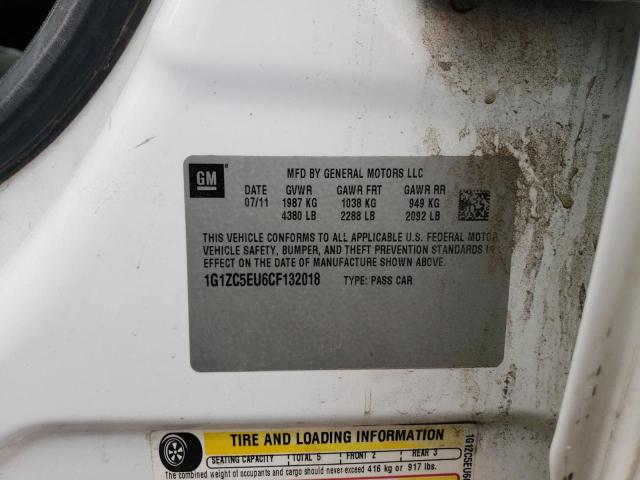 GM
MFD BY GENERAL MOTORS LLC
DATE GVWR GAWR FRT GAWR RR
07/11 1987 KG 1038 KG 949 KG
4380 LB 2288 LB 2092 LB
THIS VEHICLE CONFORMS TO ALL APPLICABLE U.S. FEDERAL MOTOR
VEHICLE SAFETY, BUMPER, AND THEFT PREVENTION STANDARDS IN
EFFECT ON THE DATE OF MANUFACTURE SHOWN ABOVE.
1G1ZC5EU6CF132018 TYPE: PASS CAR
TIRE AND LOADING INFORMATION
SEATING CAPACITY TOTAL 5 FRONT 2 REAR 3
The combined weight of occupants and cargo should never exceed 416 kg or 917 lbs.
1G1ZC5EU6